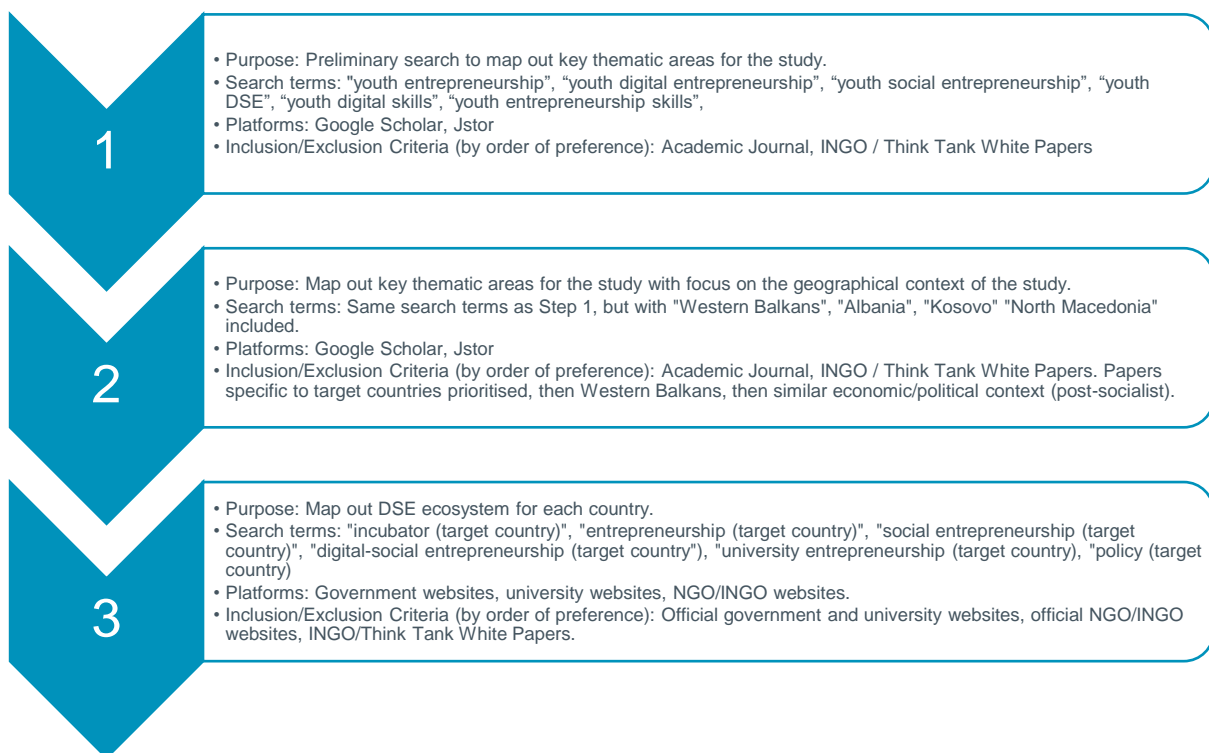 1
• Purpose: Preliminary search to map out key thematic areas for the study.
• Search terms: "youth entrepreneurship”, “youth digital entrepreneurship”, “youth social entrepreneurship”, “youth
DSE”, “youth digital skills”, “youth entrepreneurship skills”,
• Platforms: Google Scholar, Jstor
• Inclusion/Exclusion Criteria (by order of preference): Academic Journal, INGO / Think Tank White Papers
2
• Purpose: Map out key thematic areas for the study with focus on the geographical context of the study.
• Search terms: Same search terms as Step 1, but with "Western Balkans", "Albania", "Kosovo" "North Macedonia"
included.
• Platforms: Google Scholar, Jstor
• Inclusion/Exclusion Criteria (by order of preference): Academic Journal, INGO / Think Tank White Papers. Papers
specific to target countries prioritised, then Western Balkans, then similar economic/political context (post-socialist).
3
• Purpose: Map out DSE ecosystem for each country.
• Search terms: "incubator (target country)", "entrepreneurship (target country)", "social entrepreneurship (target
country)", "digital-social entrepreneurship (target country"), "university entrepreneurship (target country), "policy (target
country)
• Platforms: Government websites, university websites, NGO/INGO websites.
• Inclusion/Exclusion Criteria (by order of preference): Official government and university websites, official NGO/INGO
websites, INGO/Think Tank White Papers.